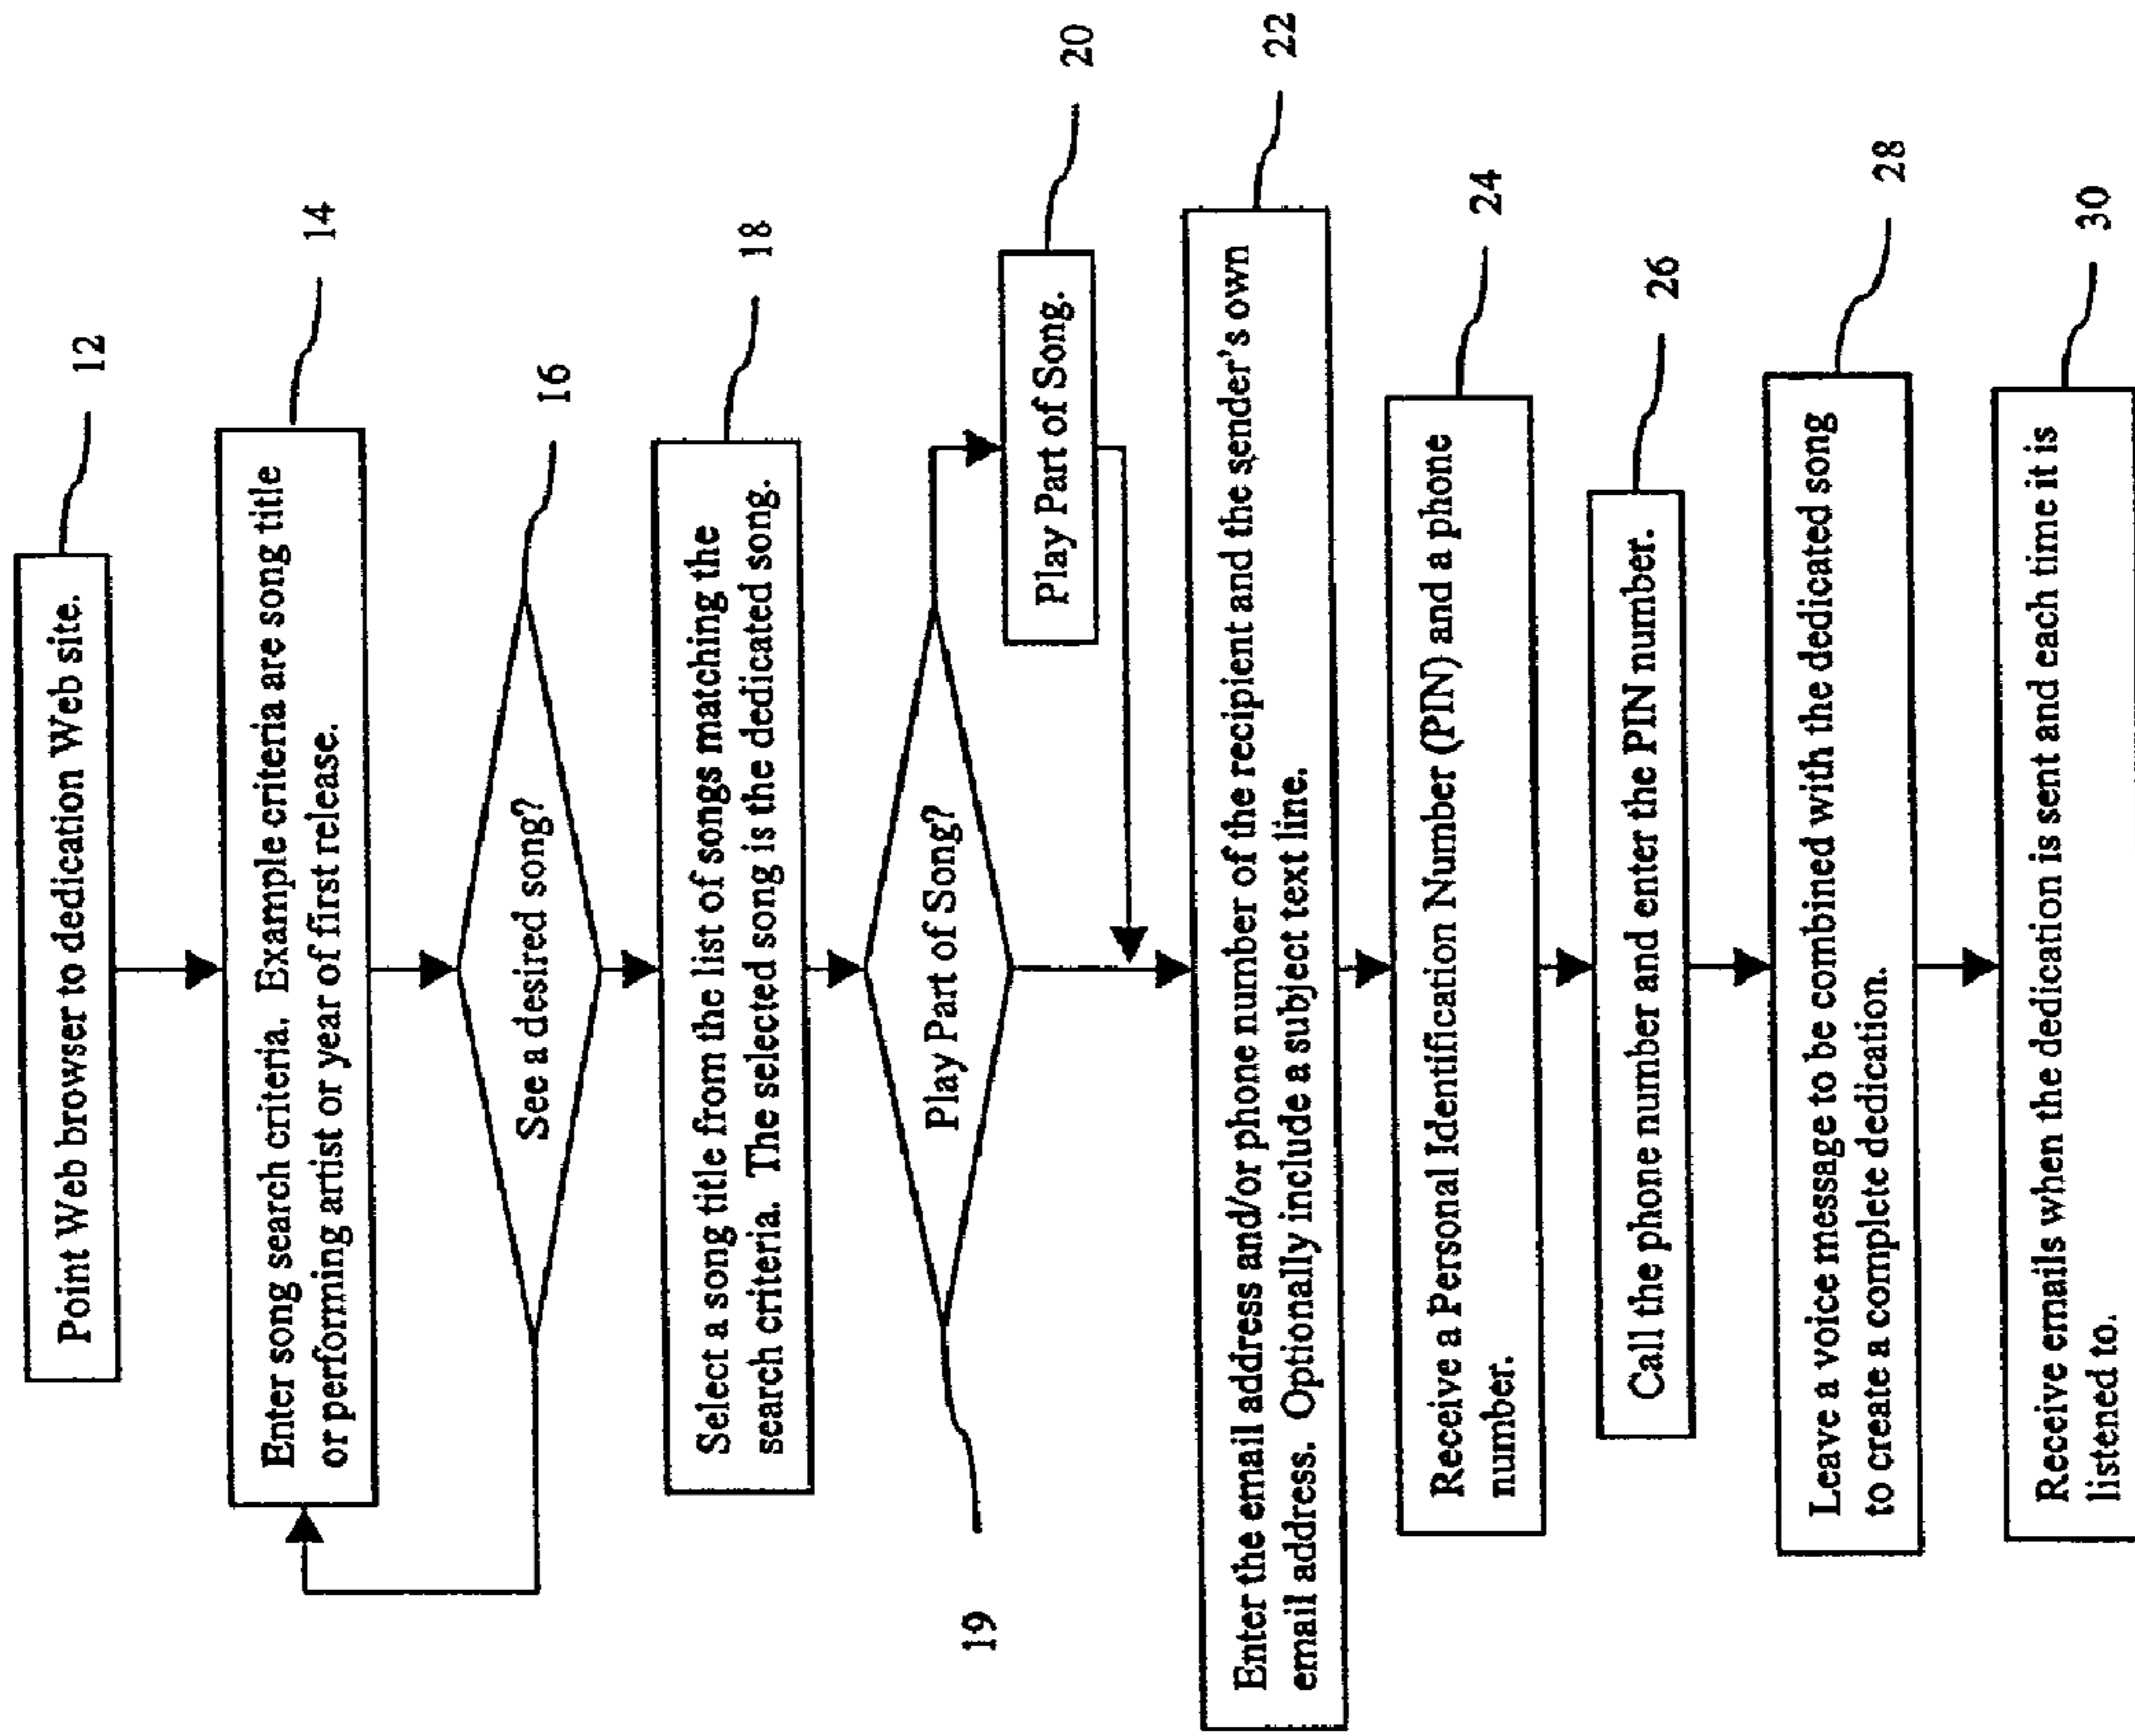 Point Web browser to dedication Web site.
12
Enter song search criteria. Example criteria are song title
or performing artist or year of first release.
14
See a desired song?
16
Select a song title from the list of songs matching the
search criteria. The selected song is the dedicated song.
18
Play Part of Song?
19
Play Part of Song.
20
Enter the email address and/or phone number of the recipient and the sender's own
email address. Optionally include a subject text line.
22
Receive a Personal Identification Number (PIN) and a phone
number.
24
Call the phone number and enter the PIN number.
26
Leave a voice message to be combined with the dedicated song
to create a complete dedication.
28
Receive emails when the dedication is sent and each time it is
listened to.
30